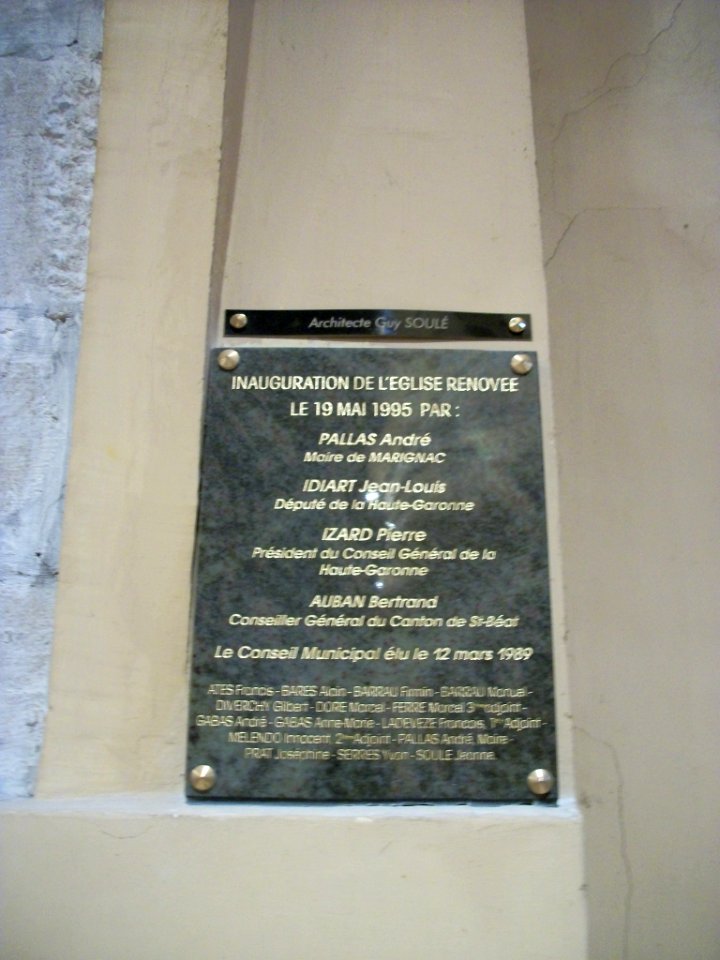 Architecte Guy SOULÉ
INAUGURATION DE L'EGLISE RENOVEE
LE 19 MAI 1995 PAR :
PALLAS André
Maire de MARIGNAC
IDIART Jean-Louis
Député de la Haute-Garonne
IZARD Pierre
Président du Conseil Général de la
Haute-Garonne
AUBAN Bertrand
Conseiller Général du Canton de St-Béat
Le Conseil Municipal élu le 12 mars 1989
ATES Francis - BARES Alain - BARRAU Firmin - BARRAU Manuel -
DIVERCHY Gilbert - DORE Marcel - FERRE Marcel 3ème adjoint -
GABAS André - GABAS Anne-Marie - LADEVEZE François, 1er Adjoint -
MELENDO Innocent 2ème Adjoint - PALLAS André, Maire -
PRAT Joséphine - SERRES Yvon - SOULE Jeanne.